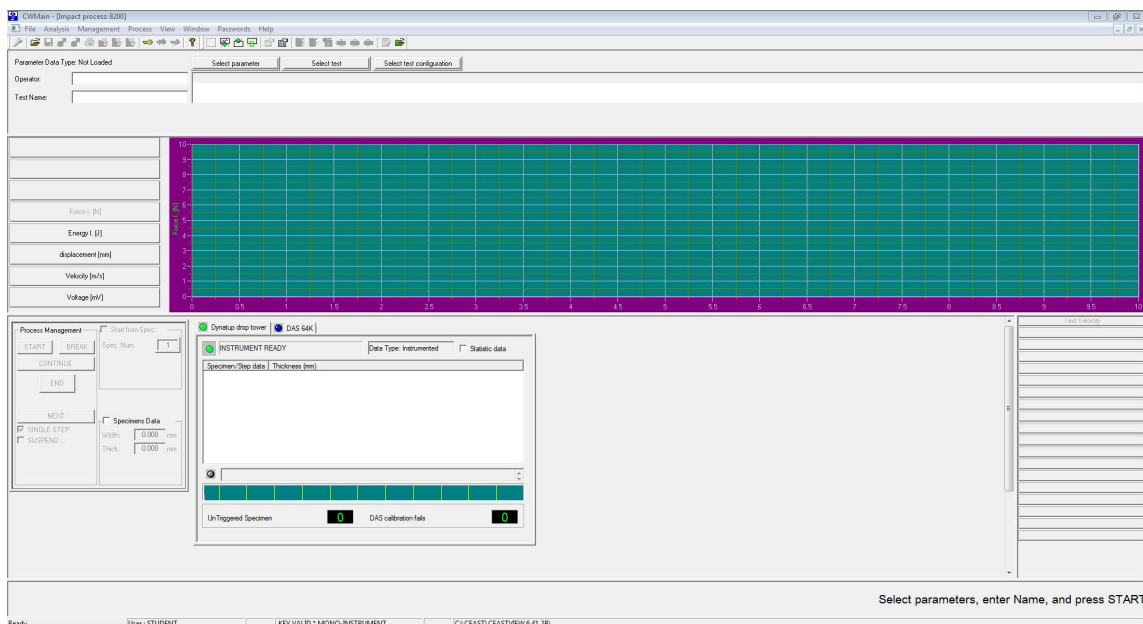 CWMain - [Impact process: 8200]
File Analysis Management Process View Window Passwords Help
Parameter Data Type: Not Loaded
Select parameter Select test Select test configuration
Operator:
Test Name:
Force I. [N]
Energy I. [J]
displacement [mm]
Velocity [m/s]
Voltage [mV]
10
9
8
7
6
5
4
3
2
1
0
Force I. [N]
0 0.5 1 1.5 2 2.5 3 3.5 4 4.5 5 5.5 6 6.5 7 7.5 8 8.5 9 9.5 10
Process Management
START BREAK
CONTINUE
END
NEXT
SINGLE STEP
SUSPEND ...
Start from Spec.:
Spec. Num. 1
Specimens Data
Width: 0.000 mm
Thick.: 0.000 mm
Dynatup drop tower DAS 64K
INSTRUMENT READY Data Type: Instrumented Statistic data
Specimen/Step data Thickness (mm)
UnTriggered Specimen 0 DAS calibration fails 0
Test Velocity
Select parameters, enter Name, and press START
Ready User : STUDENT KEY VALID * MONO-INSTRUMENT C:\CEAST\CEASTVIEW 6.41 2B\